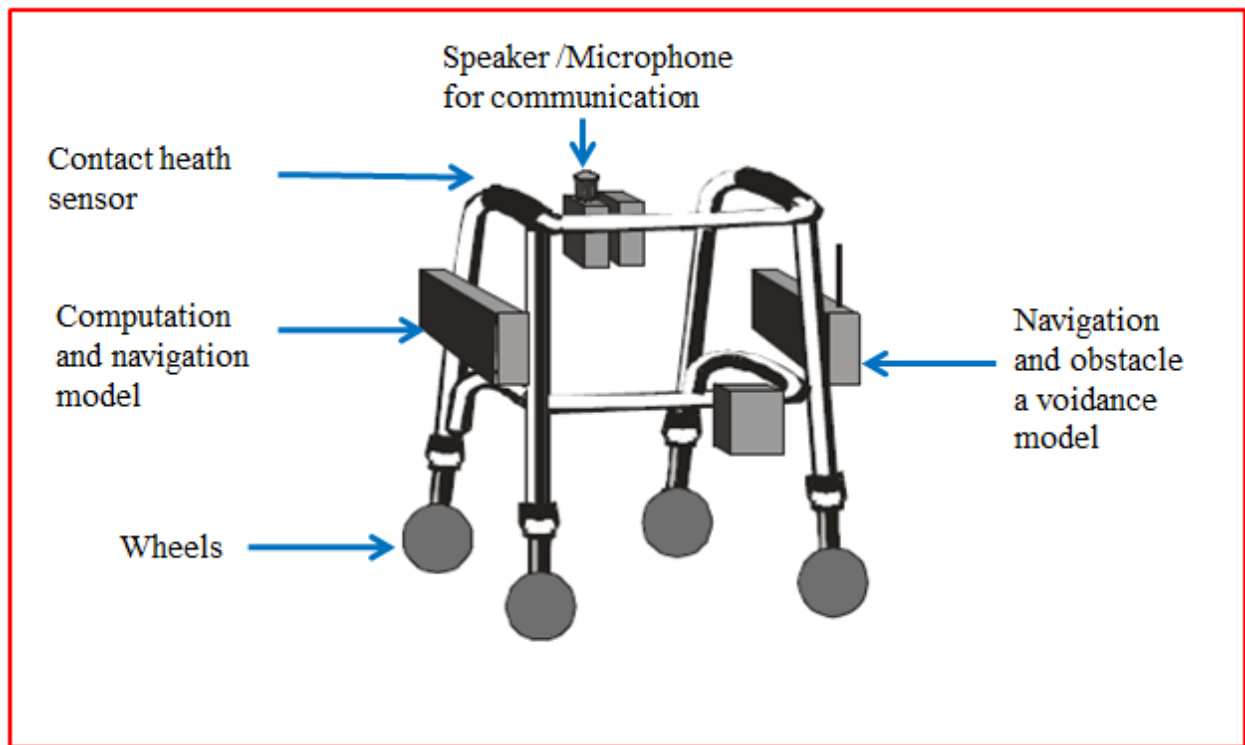 Speaker /Microphone
for communication
Contact heath
sensor
Computation
and navigation
model
Navigation
and obstacle
a voidance
model
Wheels